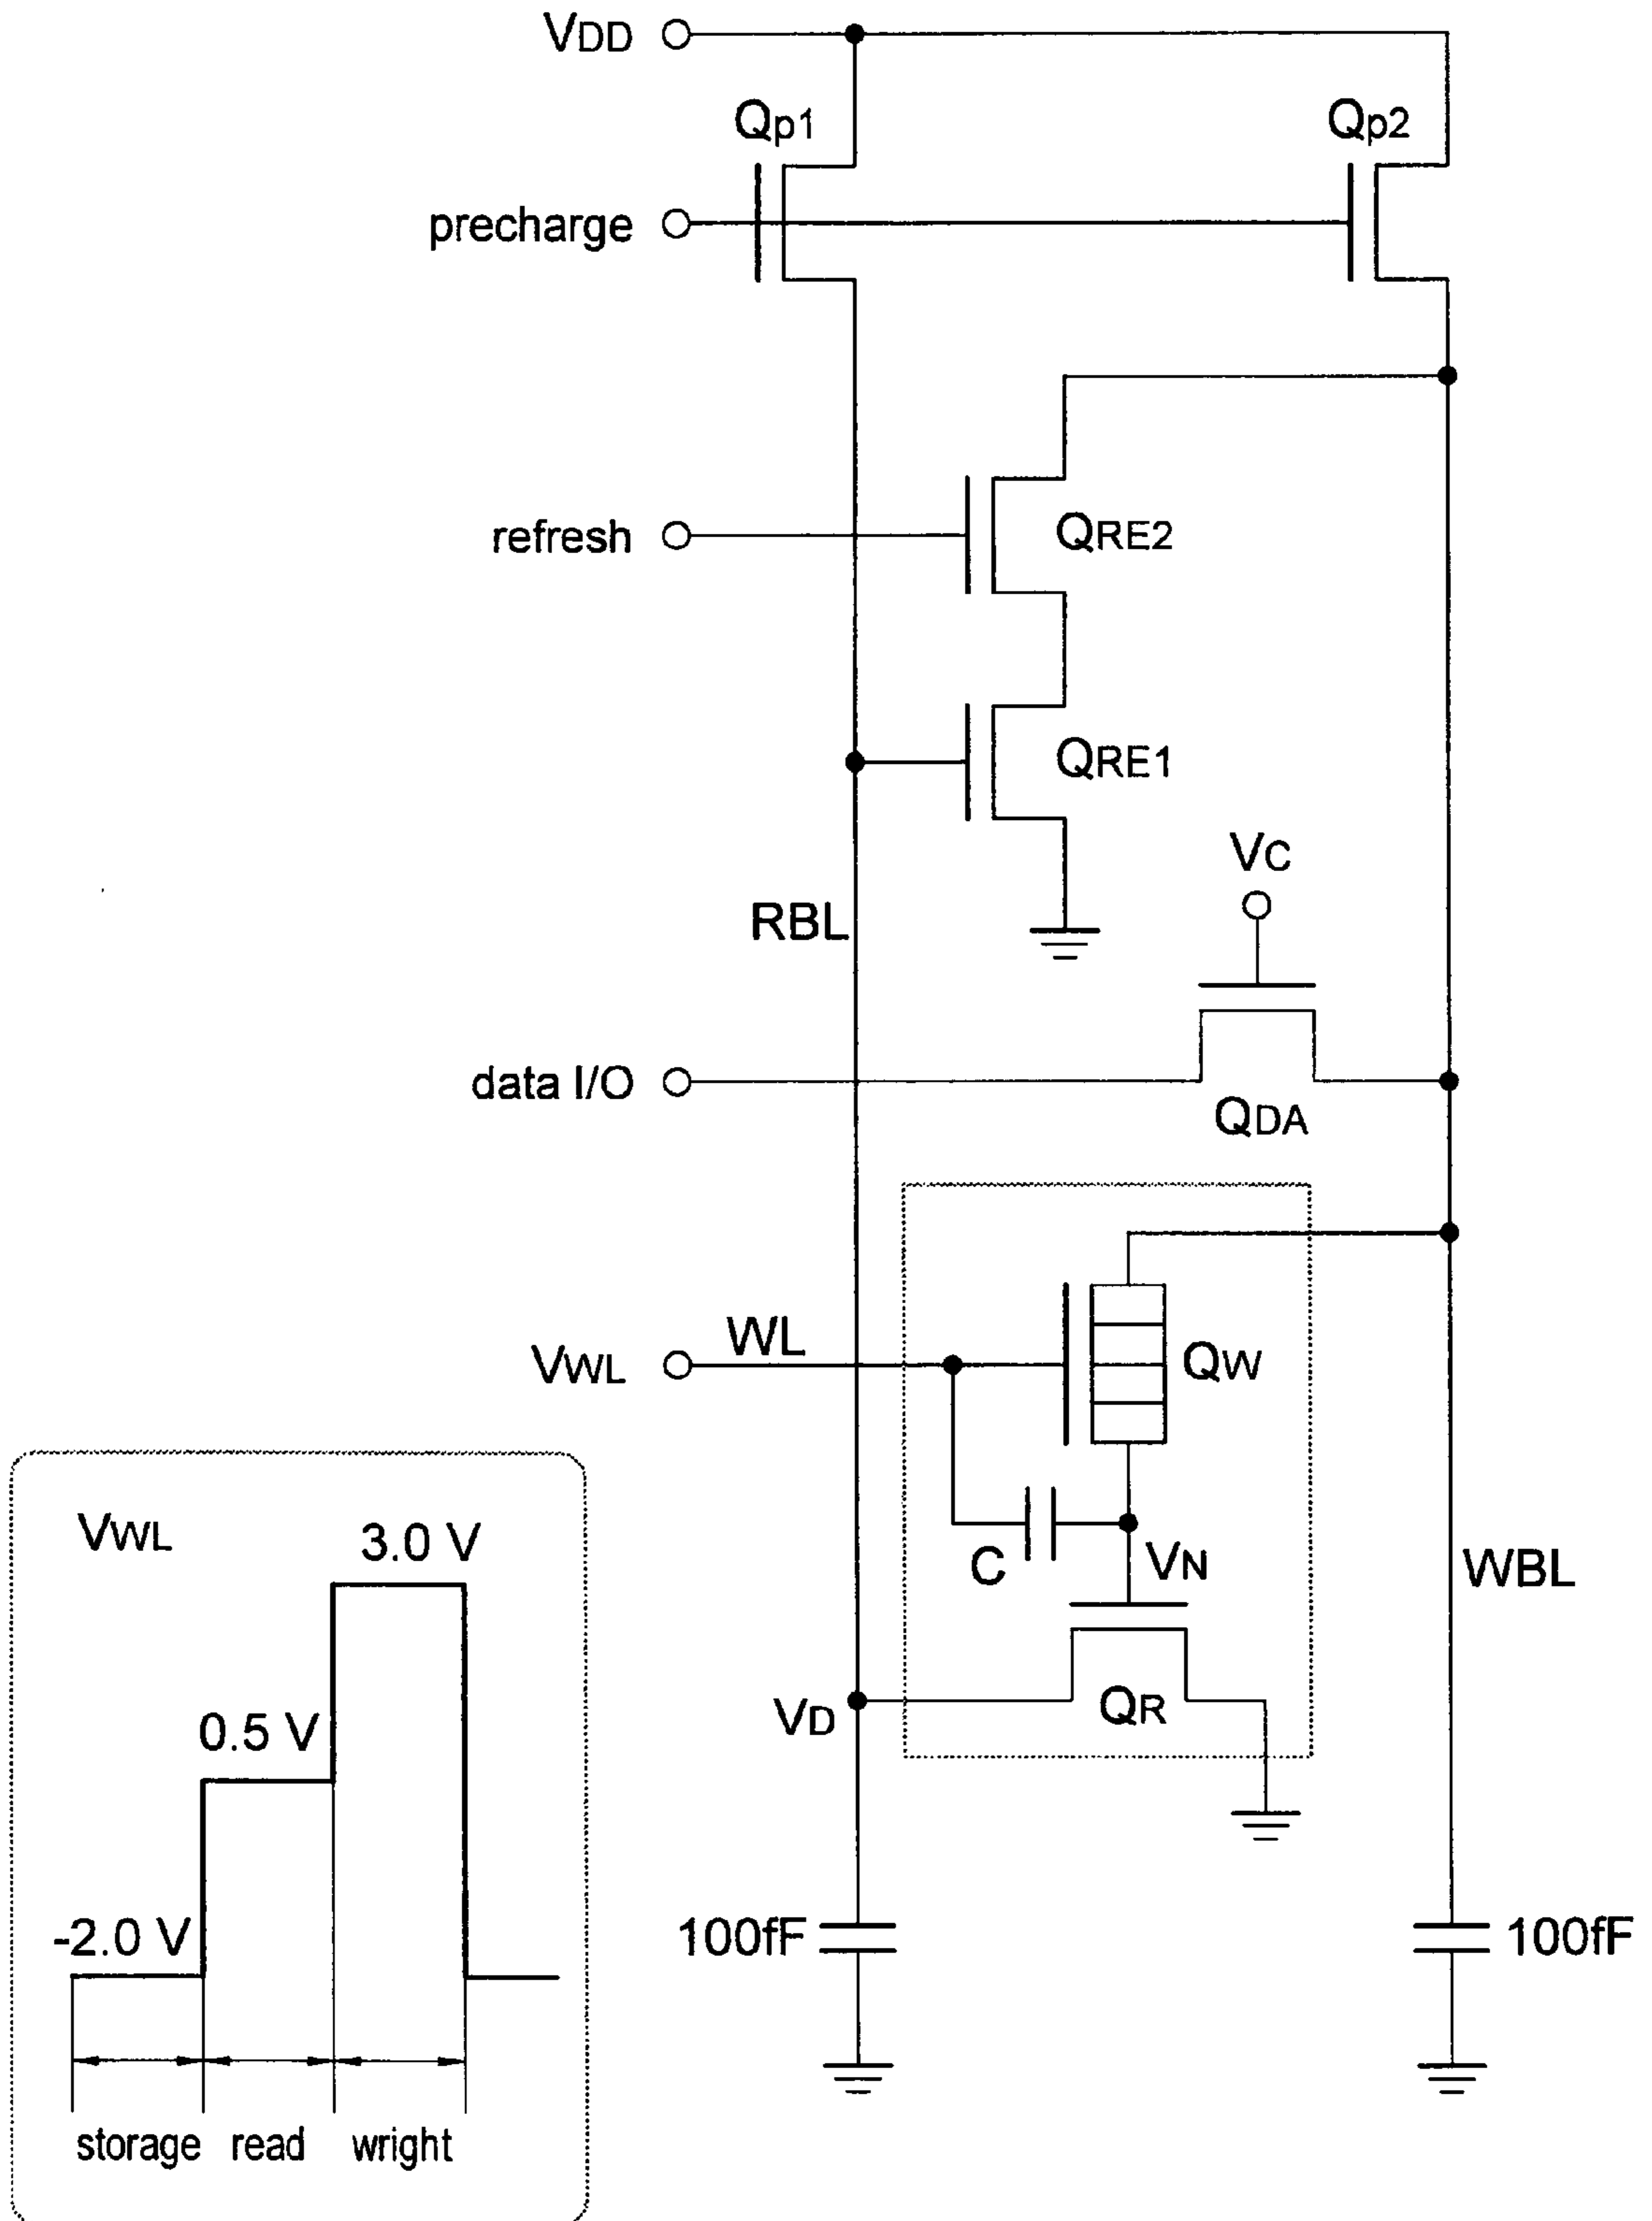 VDD
Qp1
Qp2
precharge
refresh
QRE2
QRE1
VC
RBL
data I/O
QDA
WL
VWL
QW
C
VN
WBL
VD
QR
100fF
100fF
VWL
3.0 V
0.5 V
-2.0 V
storage
read
wright